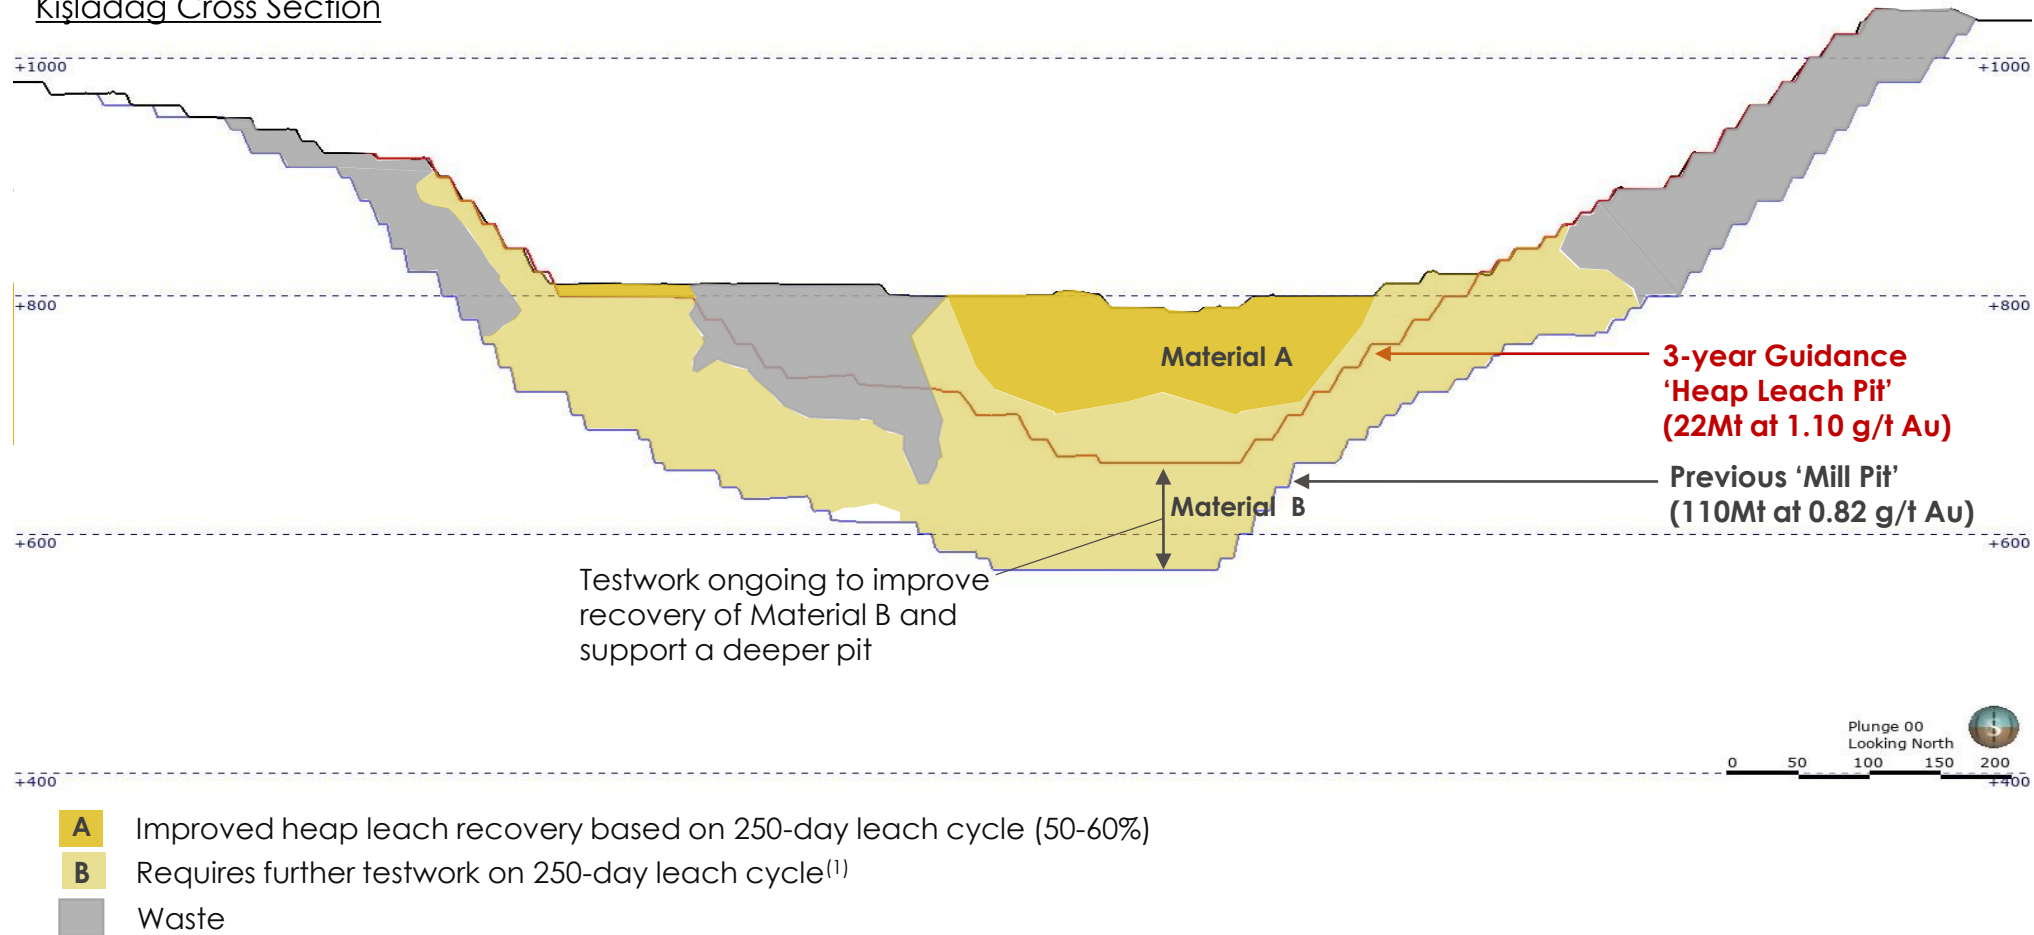 Kışladağ Cross Section
+1000
+1000
+800
+800
Material A
3-year Guidance
‘Heap Leach Pit’
(22Mt at 1.10 g/t Au)
Previous ‘Mill Pit’
(110Mt at 0.82 g/t Au)
Material B
+600
+600
Testwork ongoing to improve
recovery of Material B and
support a deeper pit
Plunge 00
Looking North
S
0 50 100 150 200
+400
+400
A Improved heap leach recovery based on 250-day leach cycle (50-60%)
B Requires further testwork on 250-day leach cycle(1)
Waste